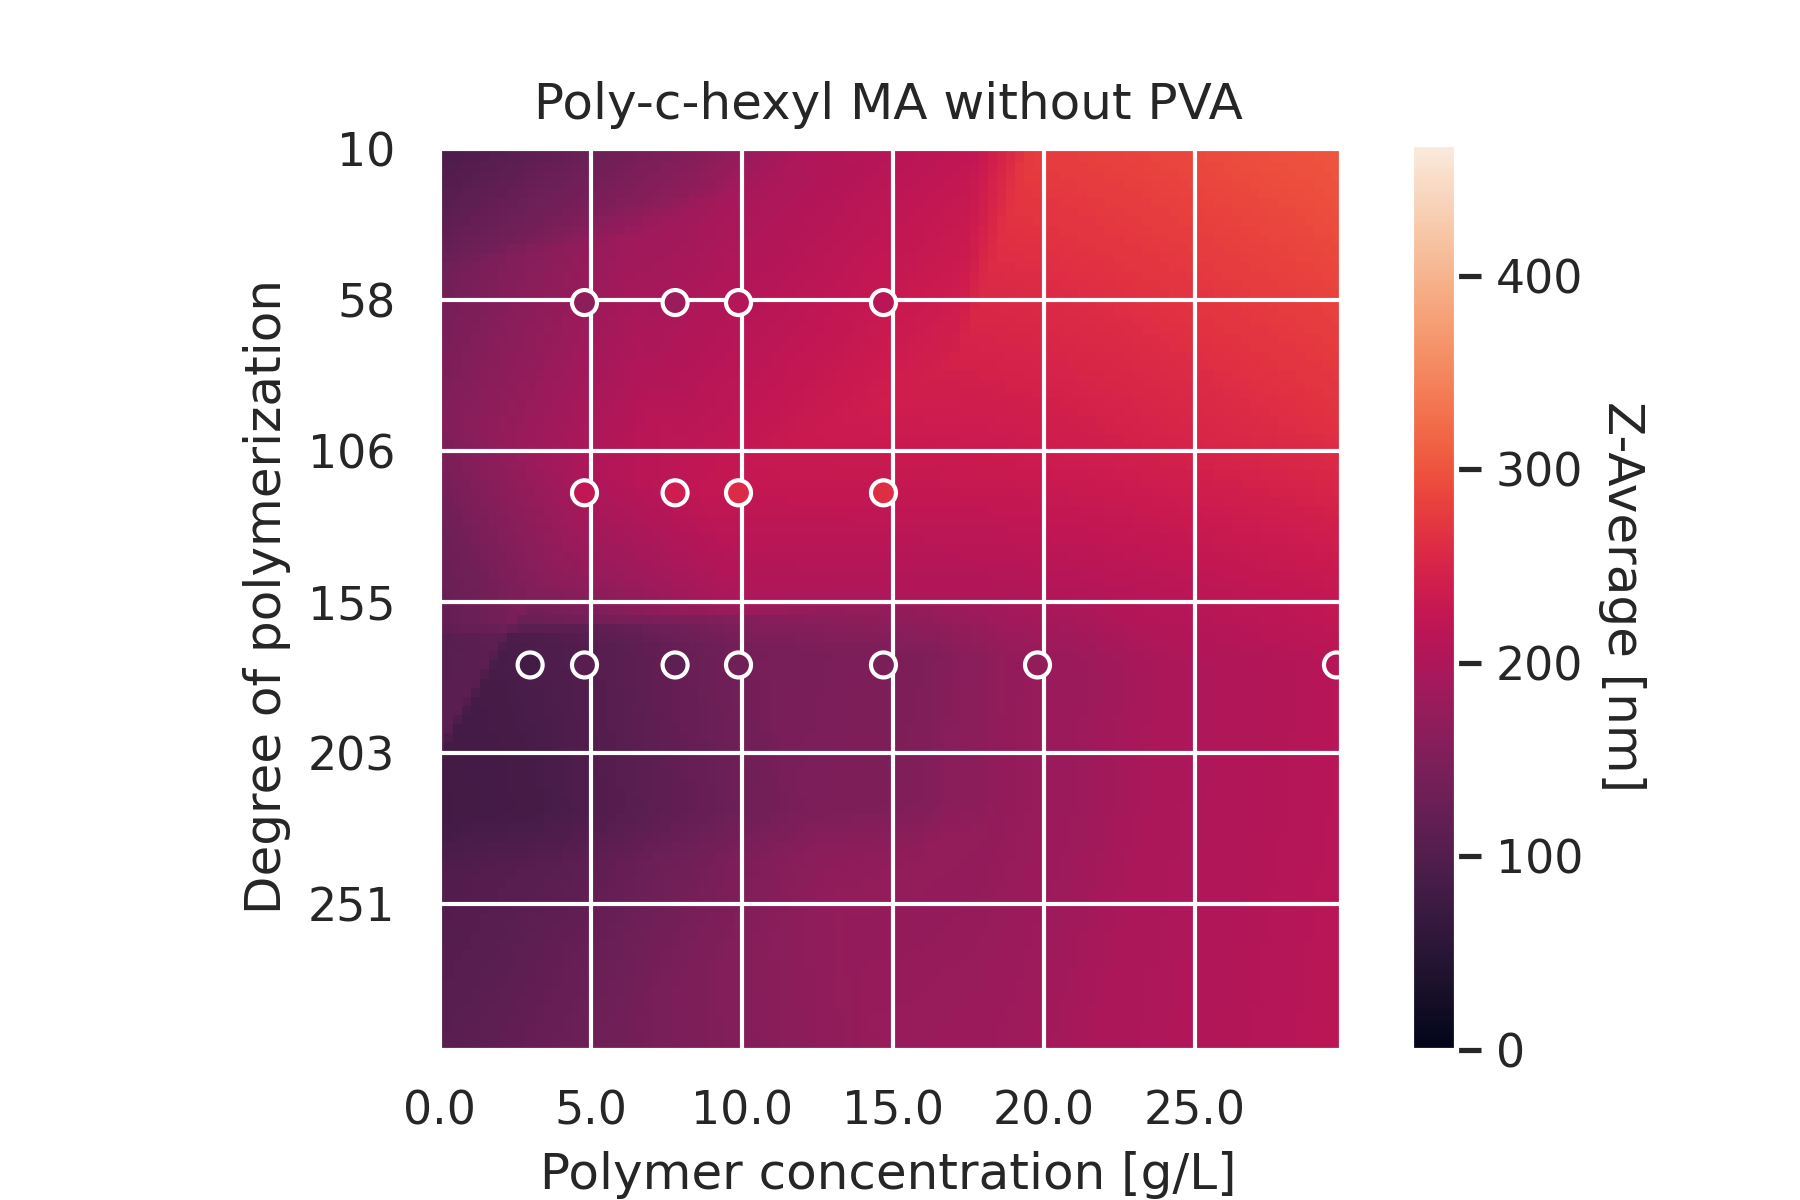 Poly-c-hexyl MA without PVA
Degree of polymerization
10
58
106
155
203
251
0.0 5.0 10.0 15.0 20.0 25.0
Polymer concentration [g/L]
400
300
200
100
0
Z-Average [nm]